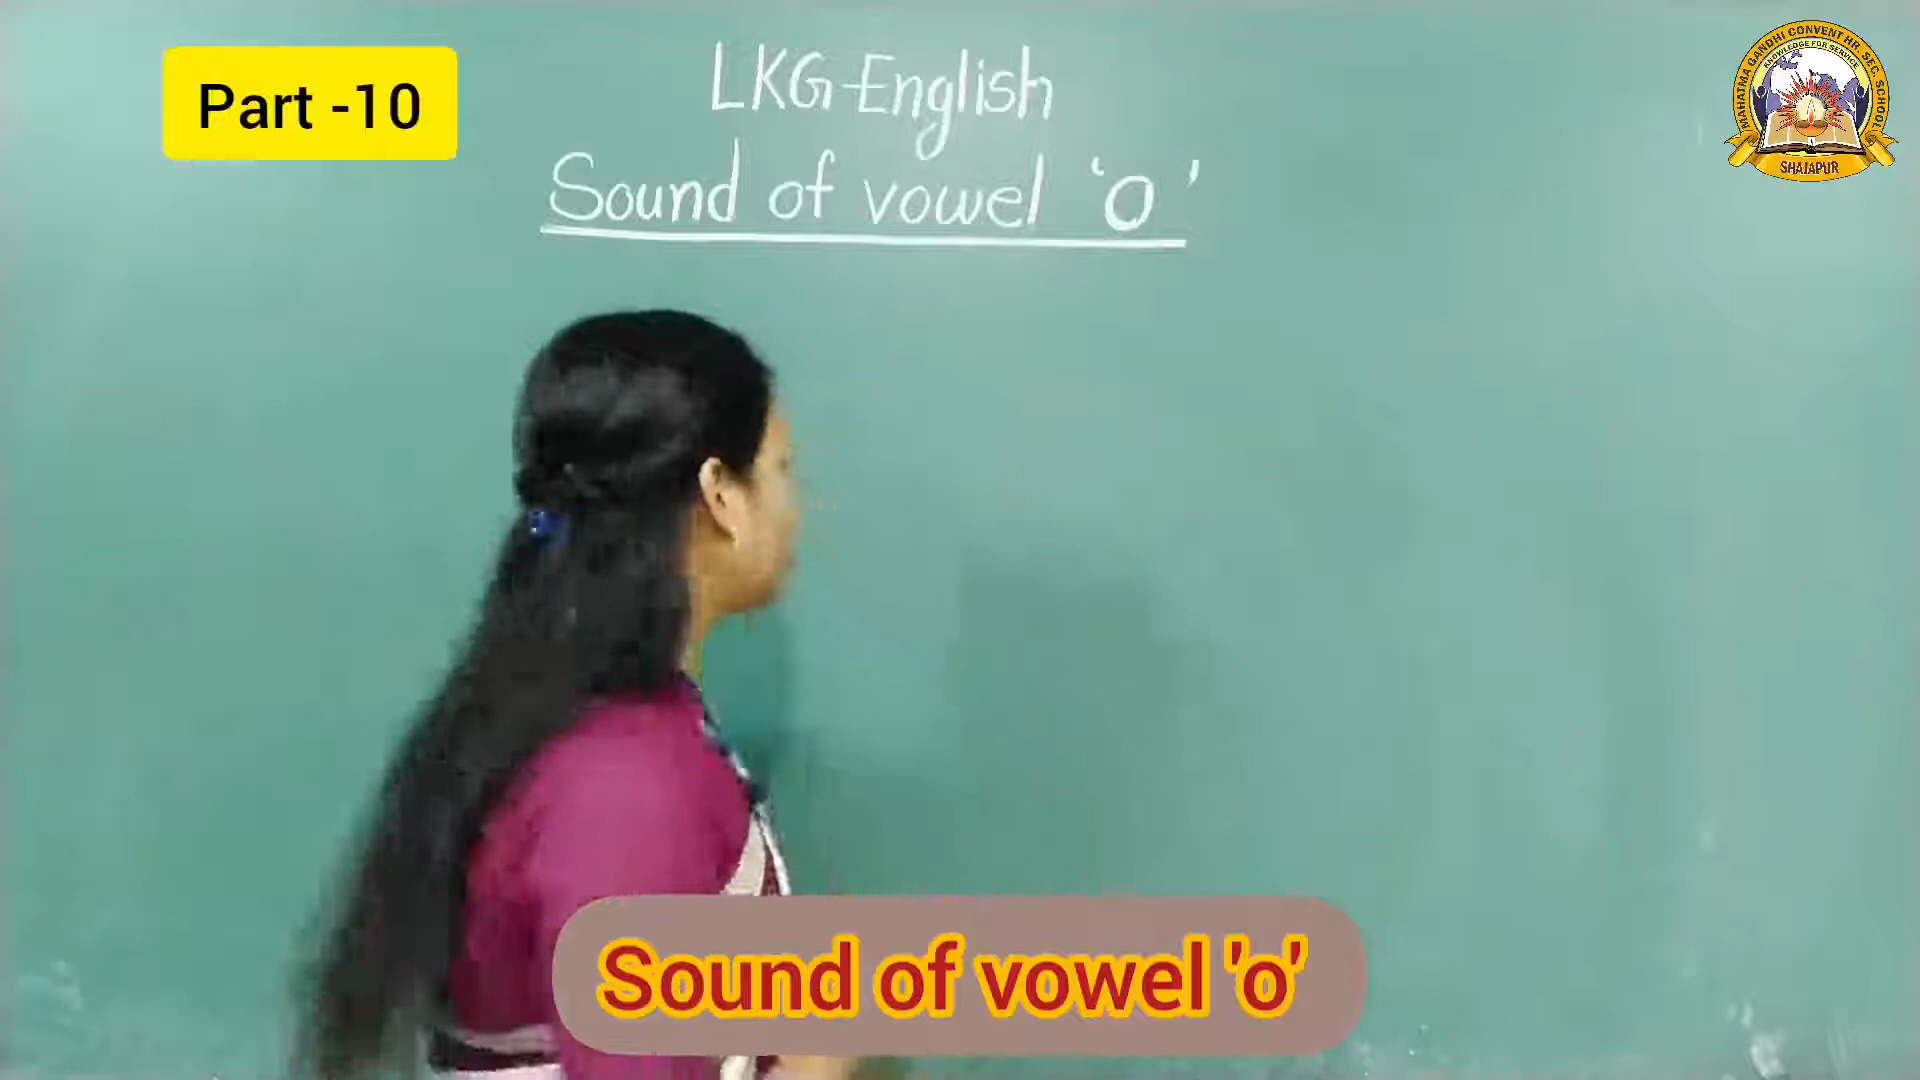 Part -10
LKG-English
Sound of vowel 'o'
MAHATMA GANDHI CONVENT HR. SEC. SCHOOL
KNOWLEDGE FOR SERVICE
SHAJAPUR
Sound of vowel 'o'